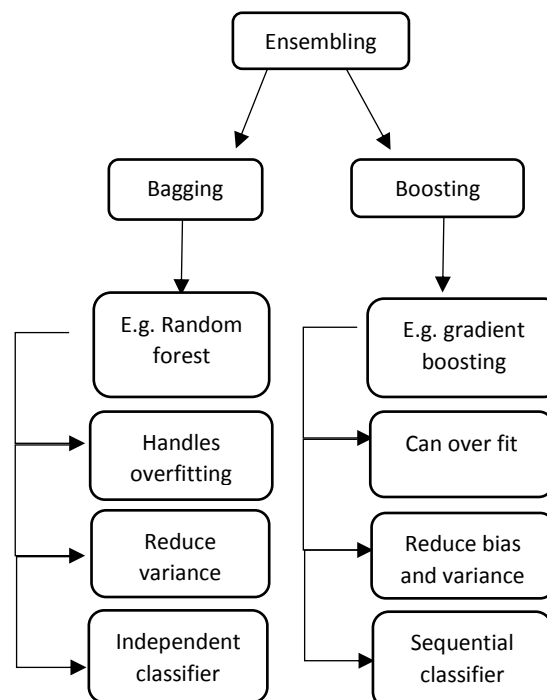 Ensembling
Bagging
Boosting
E.g. Random
forest
E.g. gradient
boosting
Handles
overfitting
Can over fit
Reduce
variance
Reduce bias
and variance
Independent
classifier
Sequential
classifier